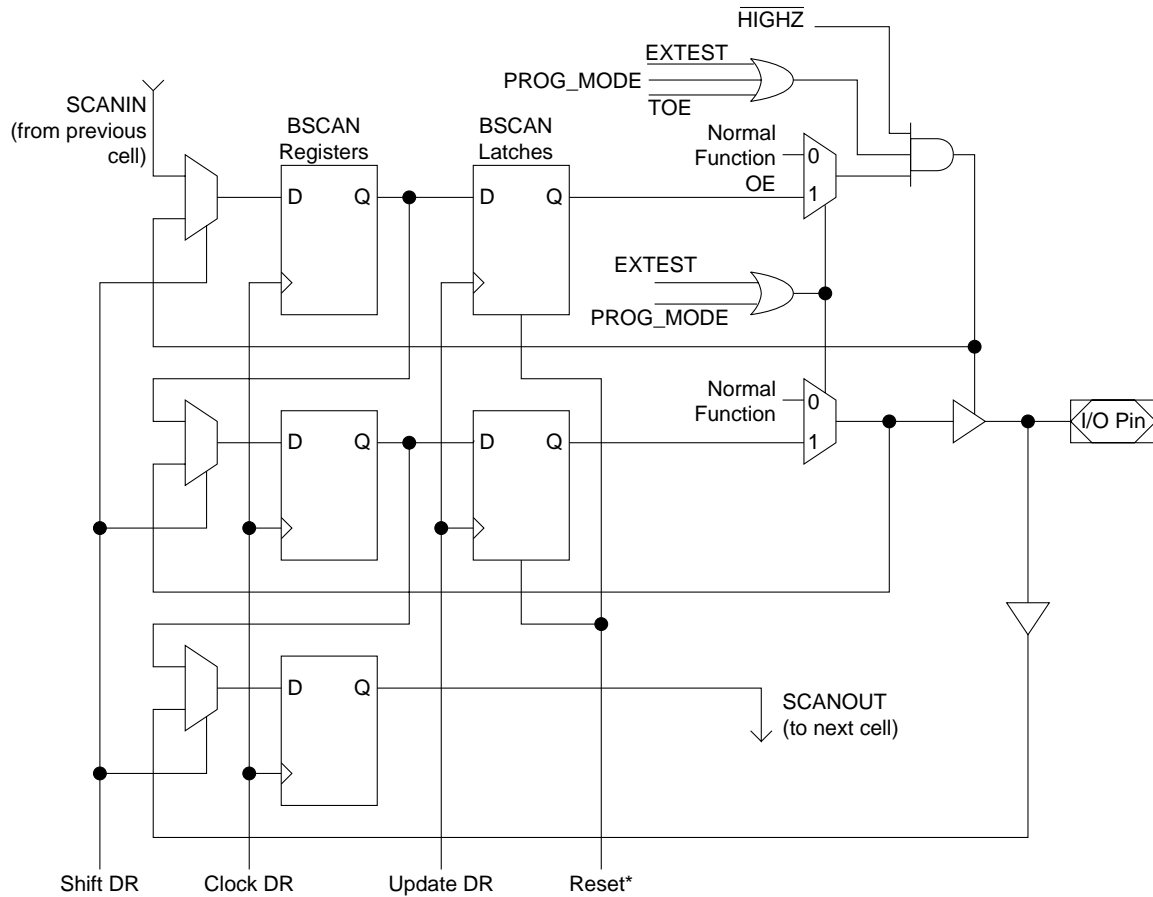 HIGHZ
EXTEST
PROG_MODE
TOE
SCANIN
(from previous
cell)
BSCAN
Registers
BSCAN
Latches
Normal
Function
OE
0
1
D Q
D Q
EXTEST
PROG_MODE
Normal
Function
0
1
I/O Pin
D Q
D Q
D Q
SCANOUT
(to next cell)
Shift DR
Clock DR
Update DR
Reset*